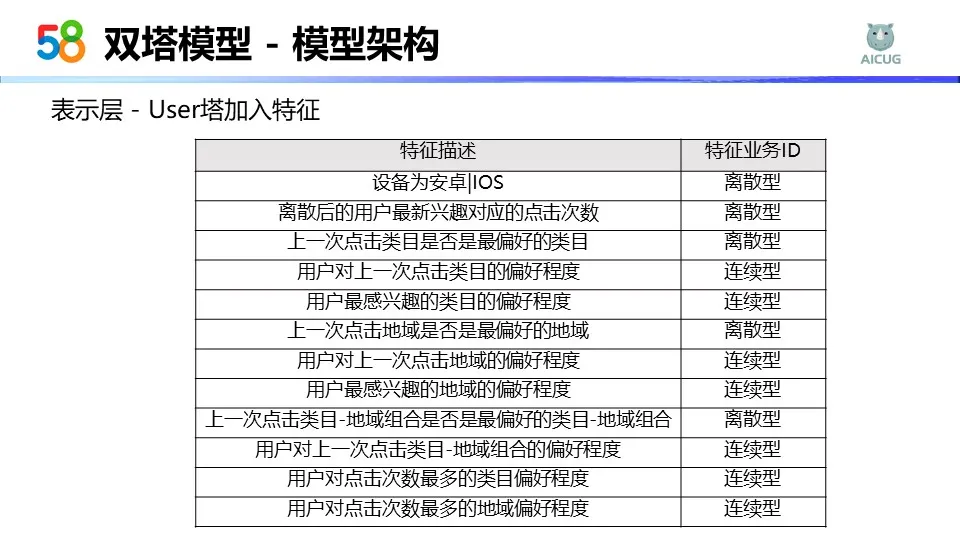 58 双塔模型 - 模型架构
AICUG
表示层 - User塔加入特征
特征描述 特征业务ID
设备为安卓|IOS 离散型
离散后的用户最新兴趣对应的点击次数 离散型
上一次点击类目是否是最偏好的类目 离散型
用户对上一次点击类目的偏好程度 连续型
用户最感兴趣的类目的偏好程度 连续型
上一次点击地域是否是最偏好的地域 离散型
用户对上一次点击地域的偏好程度 连续型
用户最感兴趣的地域的偏好程度 连续型
上一次点击类目-地域组合是否是最偏好的类目-地域组合 离散型
用户对上一次点击类目-地域组合的偏好程度 连续型
用户对点击次数最多的类目偏好程度 连续型
用户对点击次数最多的地域偏好程度 连续型